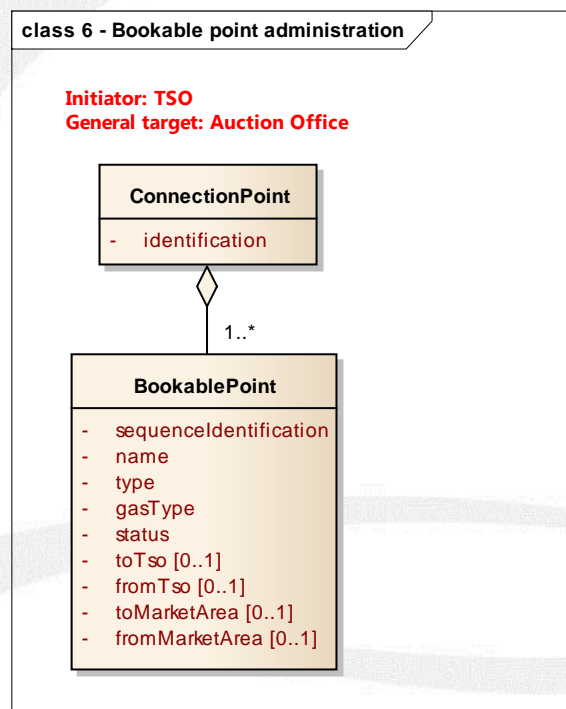 class 6 - Bookable point administration
Initiator: TSO
General target: Auction Office
ConnectionPoint
- identification
1..*
BookablePoint
- sequenceIdentification
- name
- type
- gasType
- status
- toTso [0..1]
- fromTso [0..1]
- toMarketArea [0..1]
- fromMarketArea [0..1]